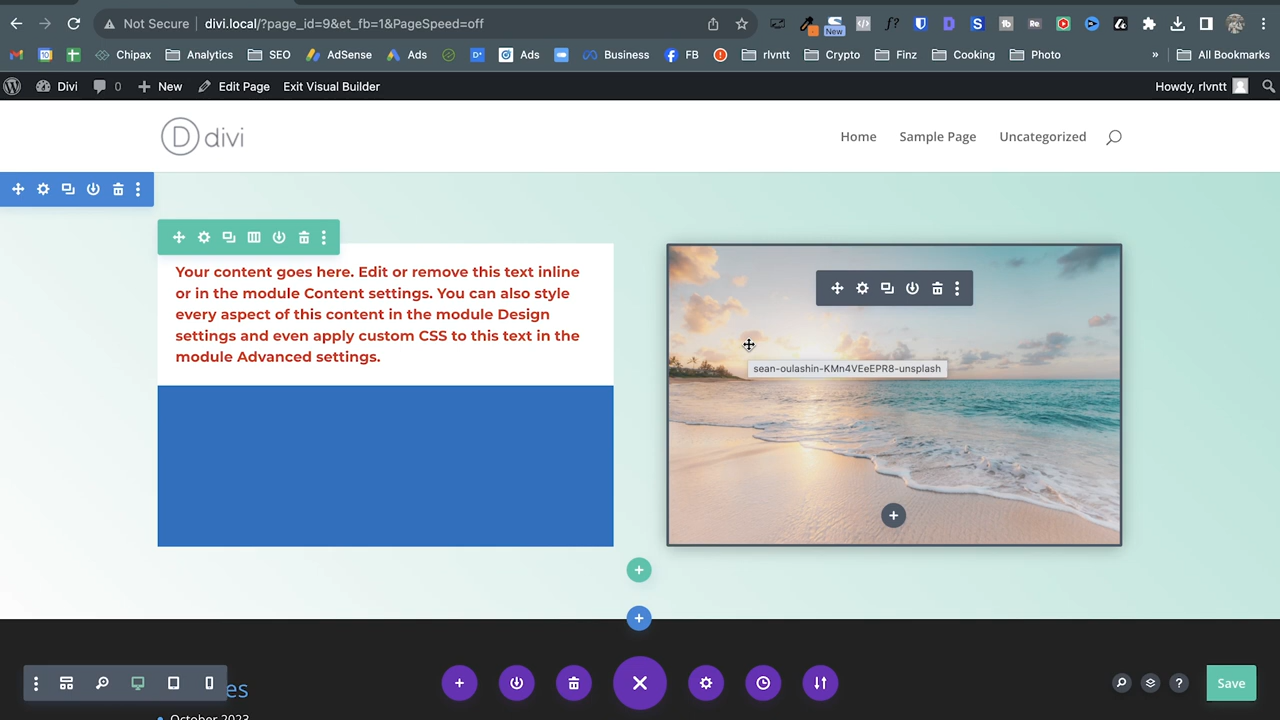 Not Secure divi.local/?page_id=9&et_fb=1&PageSpeed=off
New
Chipax Analytics SEO AdSense Ads Ads Business FB rlvntt Crypto Finz Cooking Photo » All Bookmarks
Divi 0 New Edit Page Exit Visual Builder Howdy, rlvntt
D divi Home Sample Page Uncategorized
Your content goes here. Edit or remove this text inline
or in the module Content settings. You can also style
every aspect of this content in the module Design
settings and even apply custom CSS to this text in the
module Advanced settings.
sean-oulashin-KMn4VEeEPR8-unsplash
es
October 2023
Save